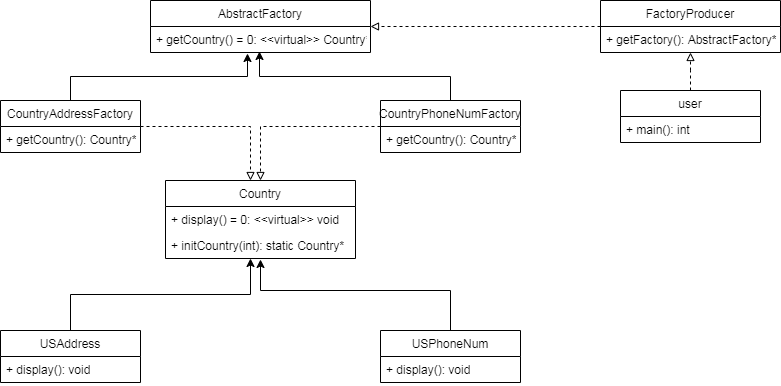 AbstractFactory
+ getCountry() = 0: <<virtual>> Country
FactoryProducer
+ getFactory(): AbstractFactory*
CountryAddressFactory
+ getCountry(): Country*
CountryPhoneNumFactory
+ getCountry(): Country*
user
+ main(): int
Country
+ display() = 0: <<virtual>> void
+ initCountry(int): static Country*
USAddress
+ display(): void
USPhoneNum
+ display(): void